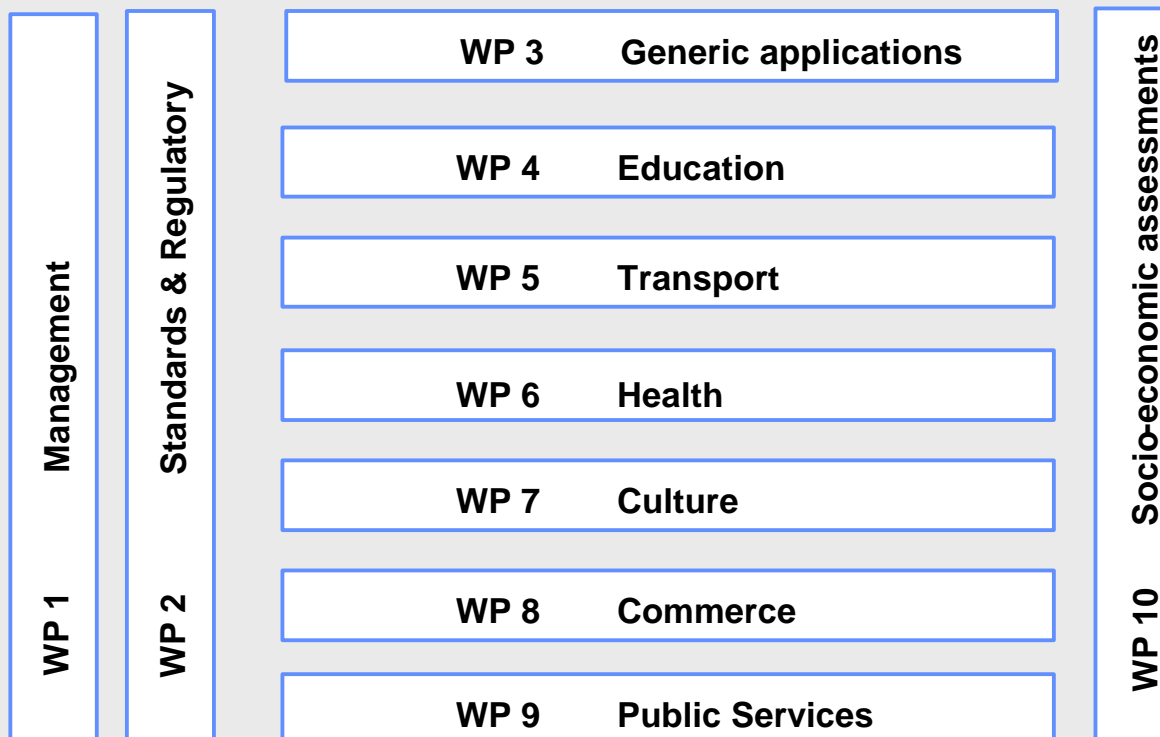 WP 1 Management
WP 2 Standards & Regulatory
WP 3 Generic applications
WP 4 Education
WP 5 Transport
WP 6 Health
WP 7 Culture
WP 8 Commerce
WP 9 Public Services
WP 10 Socio-economic assessments